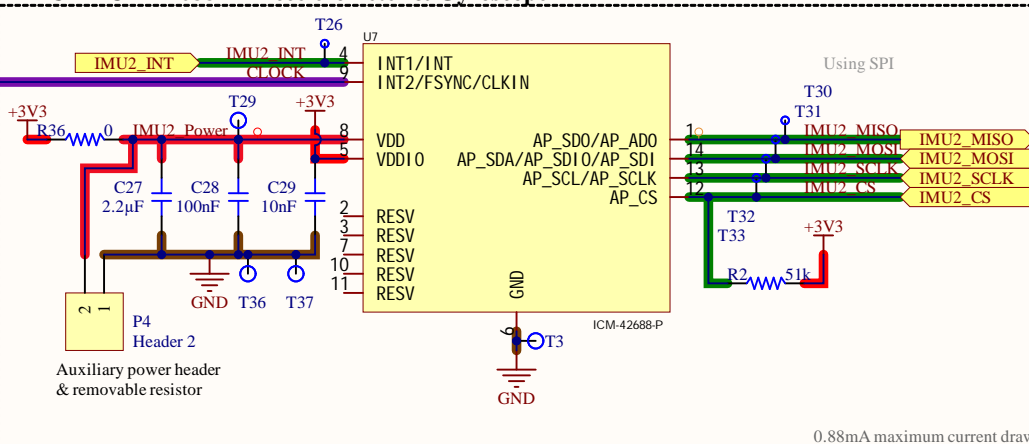 T26
U7
IMU2_INT
IMU2_INT
4
INT1/INT
CLOCK
9
INT2/FSYNC/CLKIN
Using SPI
+3V3
R36
0
IMU2_Power
T29
+3V3
8
VDD
5
VDDIO
T30
T31
AP_SDO/AP_AD0
1
IMU2_MISO
IMU2_MISO
AP_SDA/AP_SDIO/AP_SDI
14
IMU2_MOSI
IMU2_MOSI
AP_SCL/AP_SCLK
13
IMU2_SCLK
IMU2_SCLK
AP_CS
12
IMU2_CS
IMU2_CS
C27
2.2µF
C28
100nF
C29
10nF
2
RESV
3
RESV
7
RESV
10
RESV
11
RESV
T32
T33
+3V3
R2
51k
GND
T36
T37
GND
6
T3
GND
ICM-42688-P
2
1
P4
Header 2
Auxiliary power header
& removable resistor
0.88mA maximum current draw